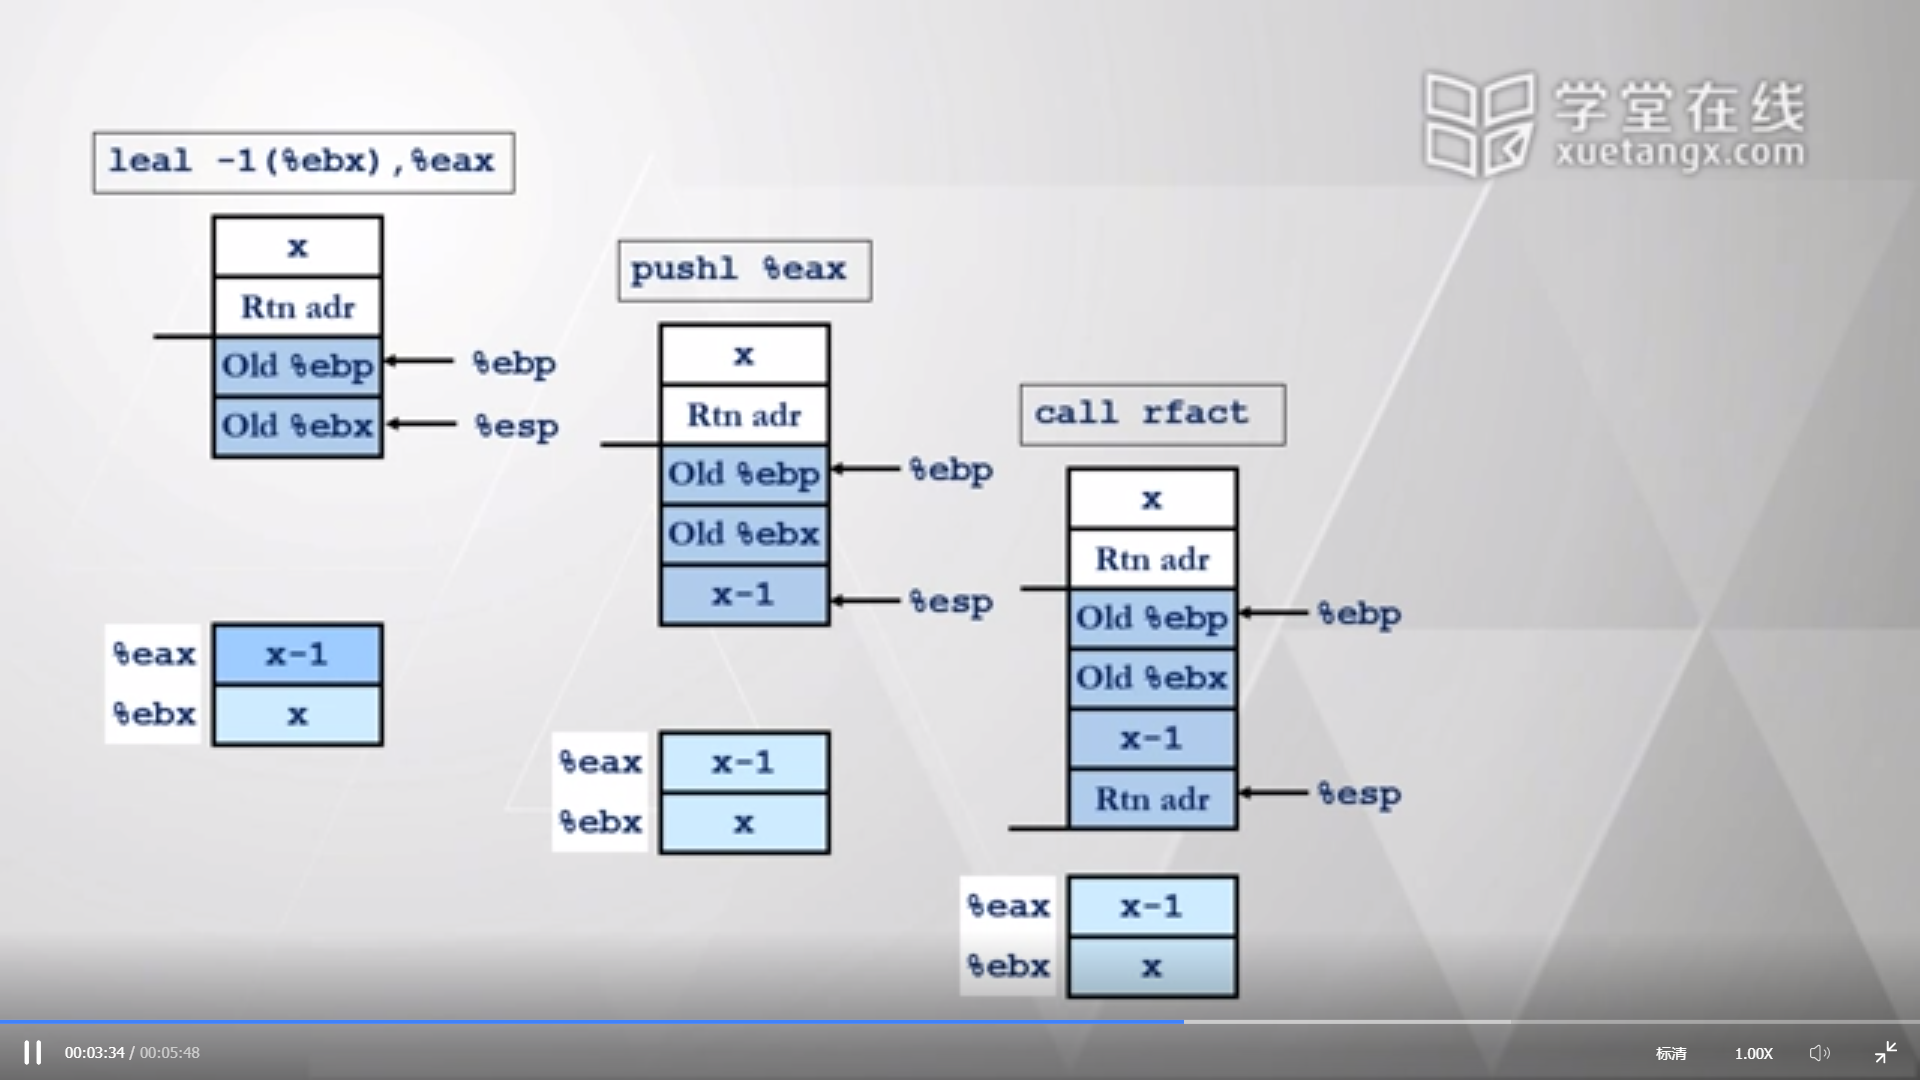 学堂在线
xuetangx.com
leal -1(%ebx),%eax
x
Rtn adr
Old %ebp
%ebp
Old %ebx
%esp
%eax
x-1
%ebx
x
pushl %eax
x
Rtn adr
Old %ebp
%ebp
Old %ebx
x-1
%esp
%eax
x-1
%ebx
x
call rfact
x
Rtn adr
Old %ebp
%ebp
Old %ebx
x-1
Rtn adr
%esp
%eax
x-1
%ebx
x
00:03:34 / 00:05:48
标清
1.00X